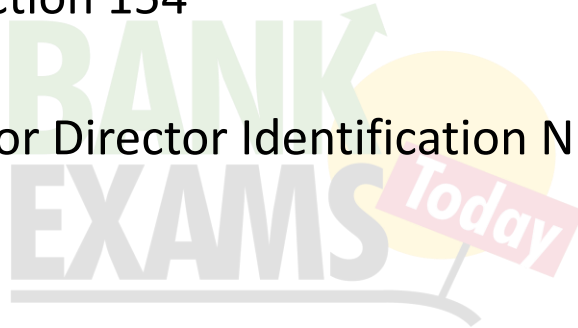 ction 154
BANK
or Director Identification N
EXAMS
Today